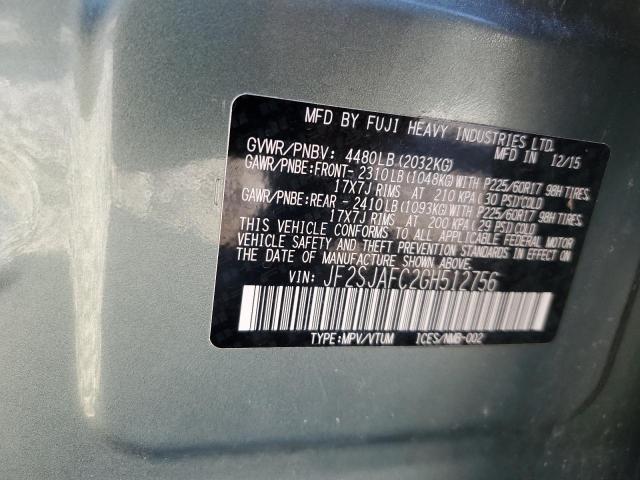 MFD BY FUJI HEAVY INDUSTRIES LTD.
GVWR/PNBV: 4480LB(2032KG) MFD IN 12/15
GAWR/PNBE:FRONT- 2310LB(1048KG)WITH P225/60R17 98H TIRES,
17X7J RIMS AT 210 KPA(30 PSI)COLD
GAWR/PNBE:REAR - 2410LB(1093KG)WITH P225/60R17 98H TIRES,
17X7J RIMS AT 200 KPA(29 PSI)COLD
THIS VEHICLE CONFORMS TO ALL APPLICABLE FEDERAL MOTOR
VEHICLE SAFETY AND THEFT PREVENTION STANDARDS IN EFFECT ON
THE DATE OF MANUFACTURE SHOWN ABOVE.
VIN: JF2SJAFC2GH512756
TYPE:MPV/VTUM ICES/NMB-002